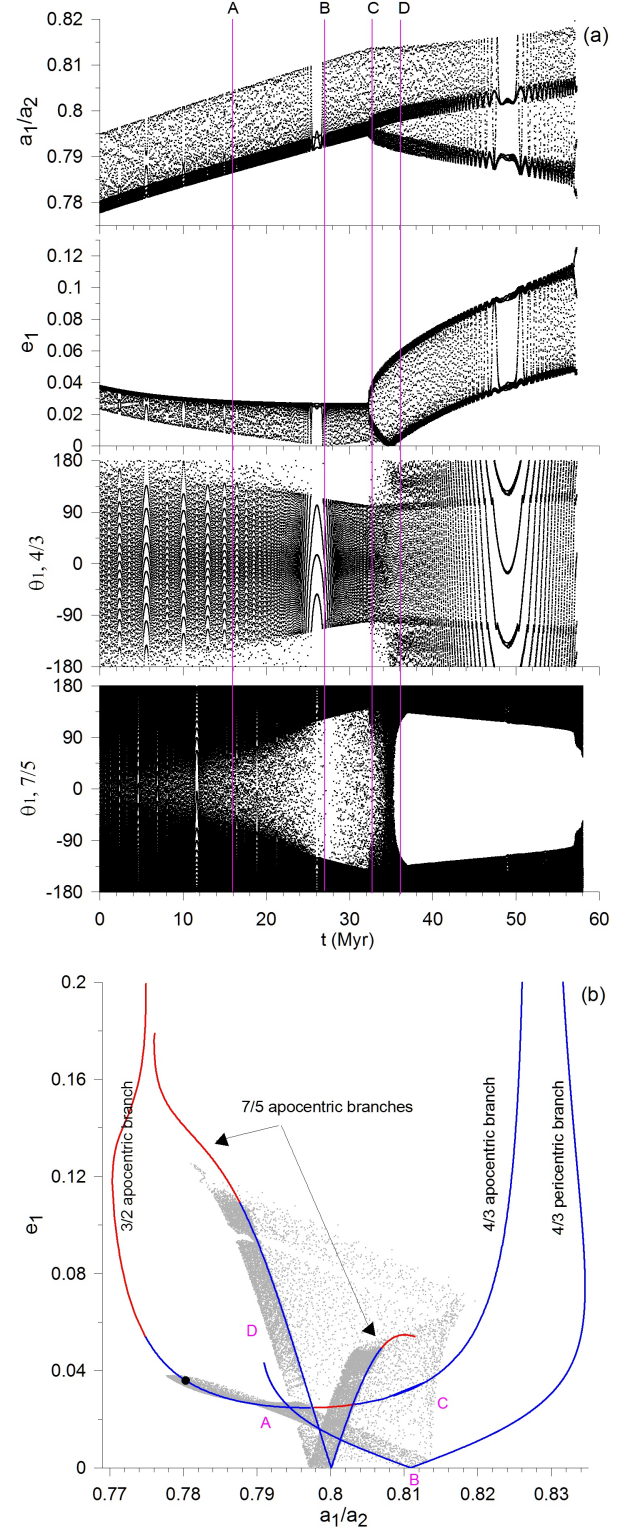 A B C D
(a)
a1/a2
0.82
0.81
0.8
0.79
0.78
e1
0.12
0.1
0.08
0.06
0.04
0.02
0
θ1, 4/3
180
90
0
-90
-180
θ1, 7/5
180
90
0
-90
-180
0 10 20 30 40 50 60
t (Myr)
(b)
e1
0.2
0.16
0.12
0.08
0.04
0
3/2 apocentric branch
7/5 apocentric branches
4/3 apocentric branch
4/3 pericentric branch
D
A
C
B
0.77 0.78 0.79 0.8 0.81 0.82 0.83
a1/a2